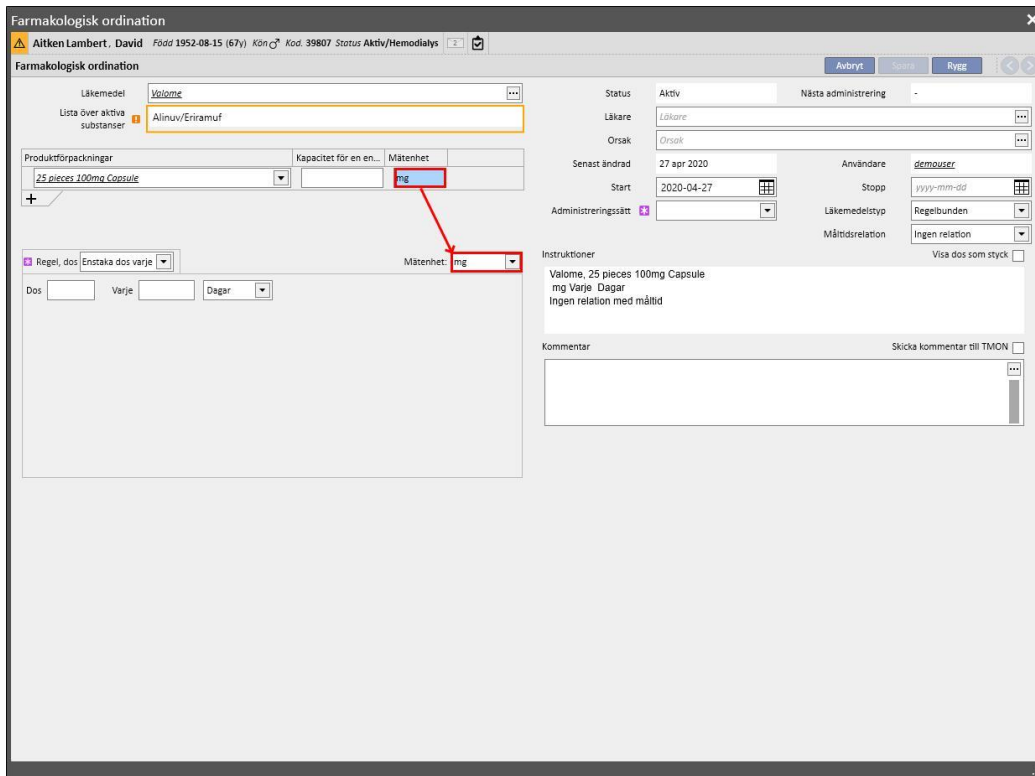 Farmakologisk ordination
Aitken Lambert, David Född 1952-08-15 (67y) Kön Kod. 39807 Status Aktiv/Hemodialys 2
Farmakologisk ordination Avbryt Spara Rygg
Läkemedel Valome ...
Lista över aktiva substanser Alinuv/Eriramuf
Produktförpackningar Kapacitet för en en... Mätenhet
25 pieces 100mg Capsule mg
+
Regel, dos Enstaka dos varje Mätenhet: mg
Dos Varje Dagar
Status Aktiv Nästa administrering -
Läkare Läkare ...
Orsak Orsak ...
Senast ändrad 27 apr 2020 Användare demouser
Start 2020-04-27 Stopp yyyy-mm-dd
Administreringssätt Läkemedelstyp Regelbunden
Måltidsrelation Ingen relation
Instruktioner Visa dos som styck
Valome, 25 pieces 100mg Capsule
mg Varje Dagar
Ingen relation med måltid
Kommentar Skicka kommentar till TMON
...